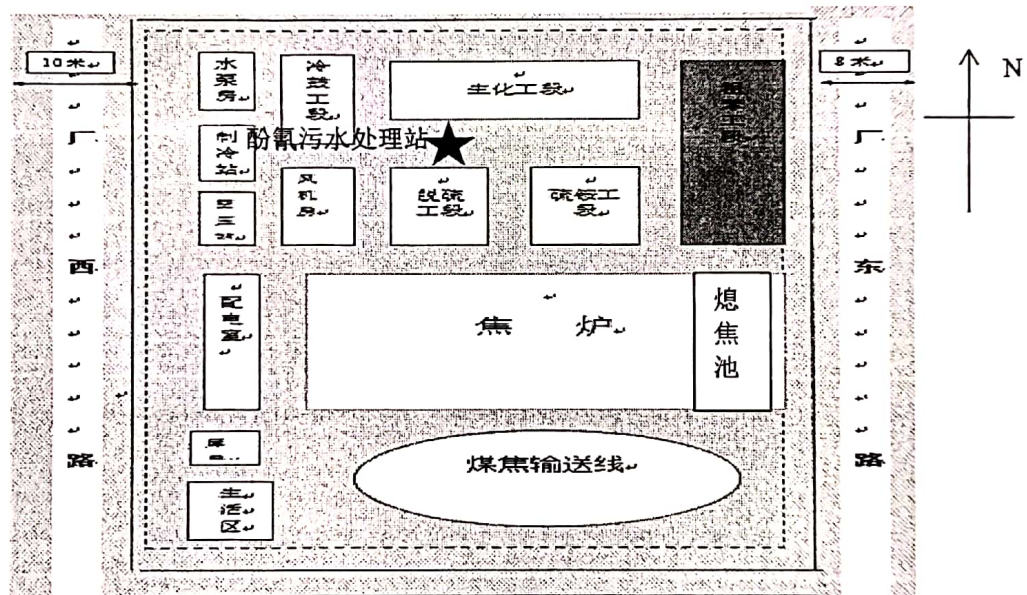 10米
8米
N
水泵房
冷鼓工段
生化工段
酚氰污水处理站
制冷站
风机房
脱硫工段
硫铵工段
厂西路
厂东路
配电室
焦 炉
熄焦池
煤焦输送线
生活区